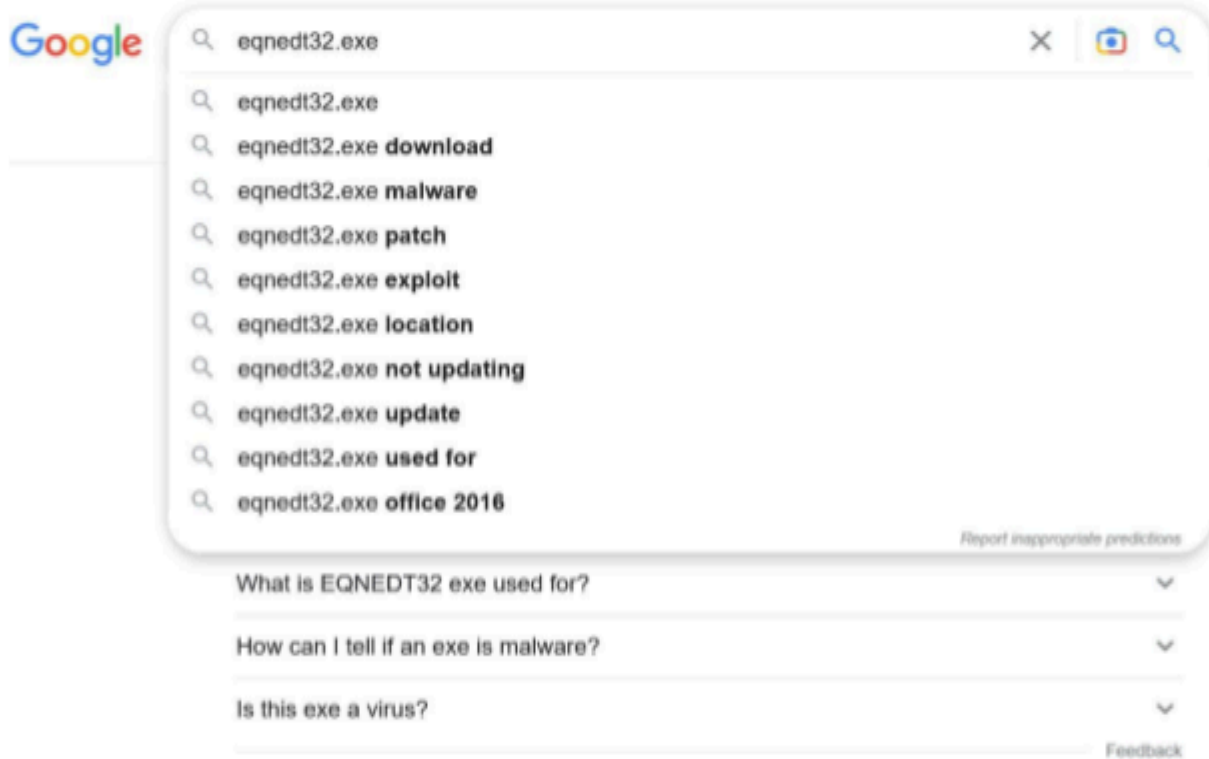 Google
eqnedt32.exe
eqnedt32.exe
eqnedt32.exe download
eqnedt32.exe malware
eqnedt32.exe patch
eqnedt32.exe exploit
eqnedt32.exe location
eqnedt32.exe not updating
eqnedt32.exe update
eqnedt32.exe used for
eqnedt32.exe office 2016
Report inappropriate predictions
What is EQNEDT32 exe used for?
How can I tell if an exe is malware?
Is this exe a virus?
Feedback